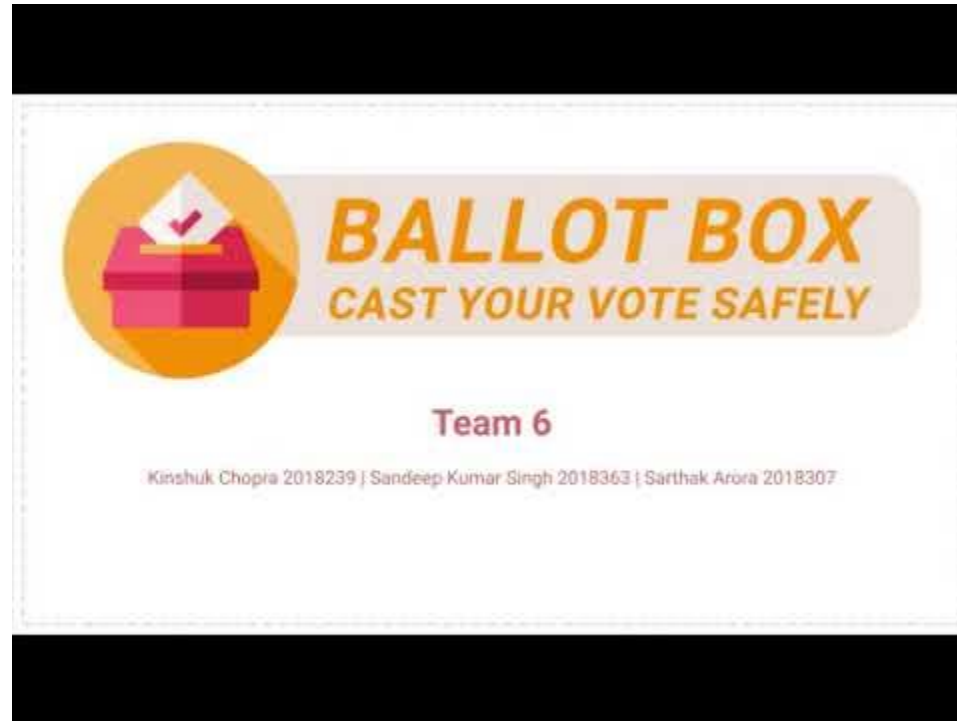 BALLOT BOX
CAST YOUR VOTE SAFELY
Team 6
Kinshuk Chopra 2018239 | Sandeep Kumar Singh 2018363 | Sarthak Arora 2018307